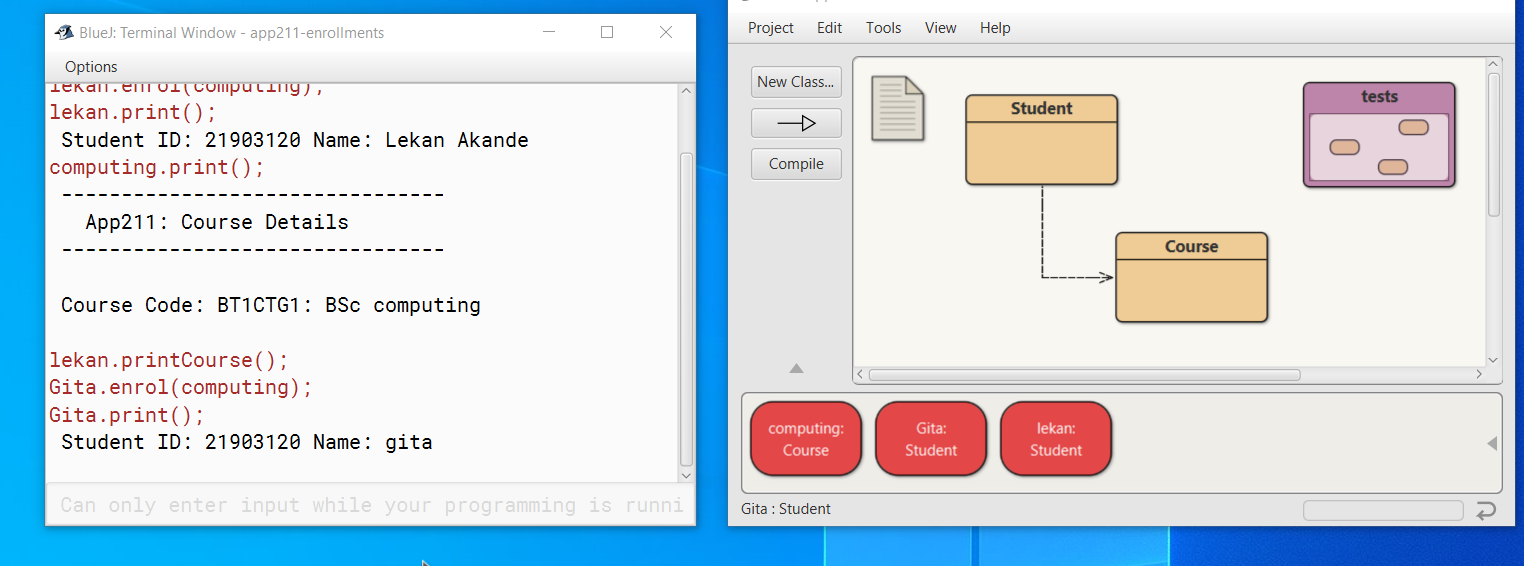 BlueJ: Terminal Window - app211-enrollments
Options
lekan.enrol(computing);
lekan.print();
Student ID: 21903120 Name: Lekan Akande
computing.print();
--------------------------------
App211: Course Details
--------------------------------
Course Code: BT1CTG1: BSc computing
lekan.printCourse();
Gita.enrol(computing);
Gita.print();
Student ID: 21903120 Name: gita
Can only enter input while your programming is runni
Project Edit Tools View Help
New Class...
Compile
Student
tests
Course
computing:
Course
Gita:
Student
lekan:
Student
Gita : Student